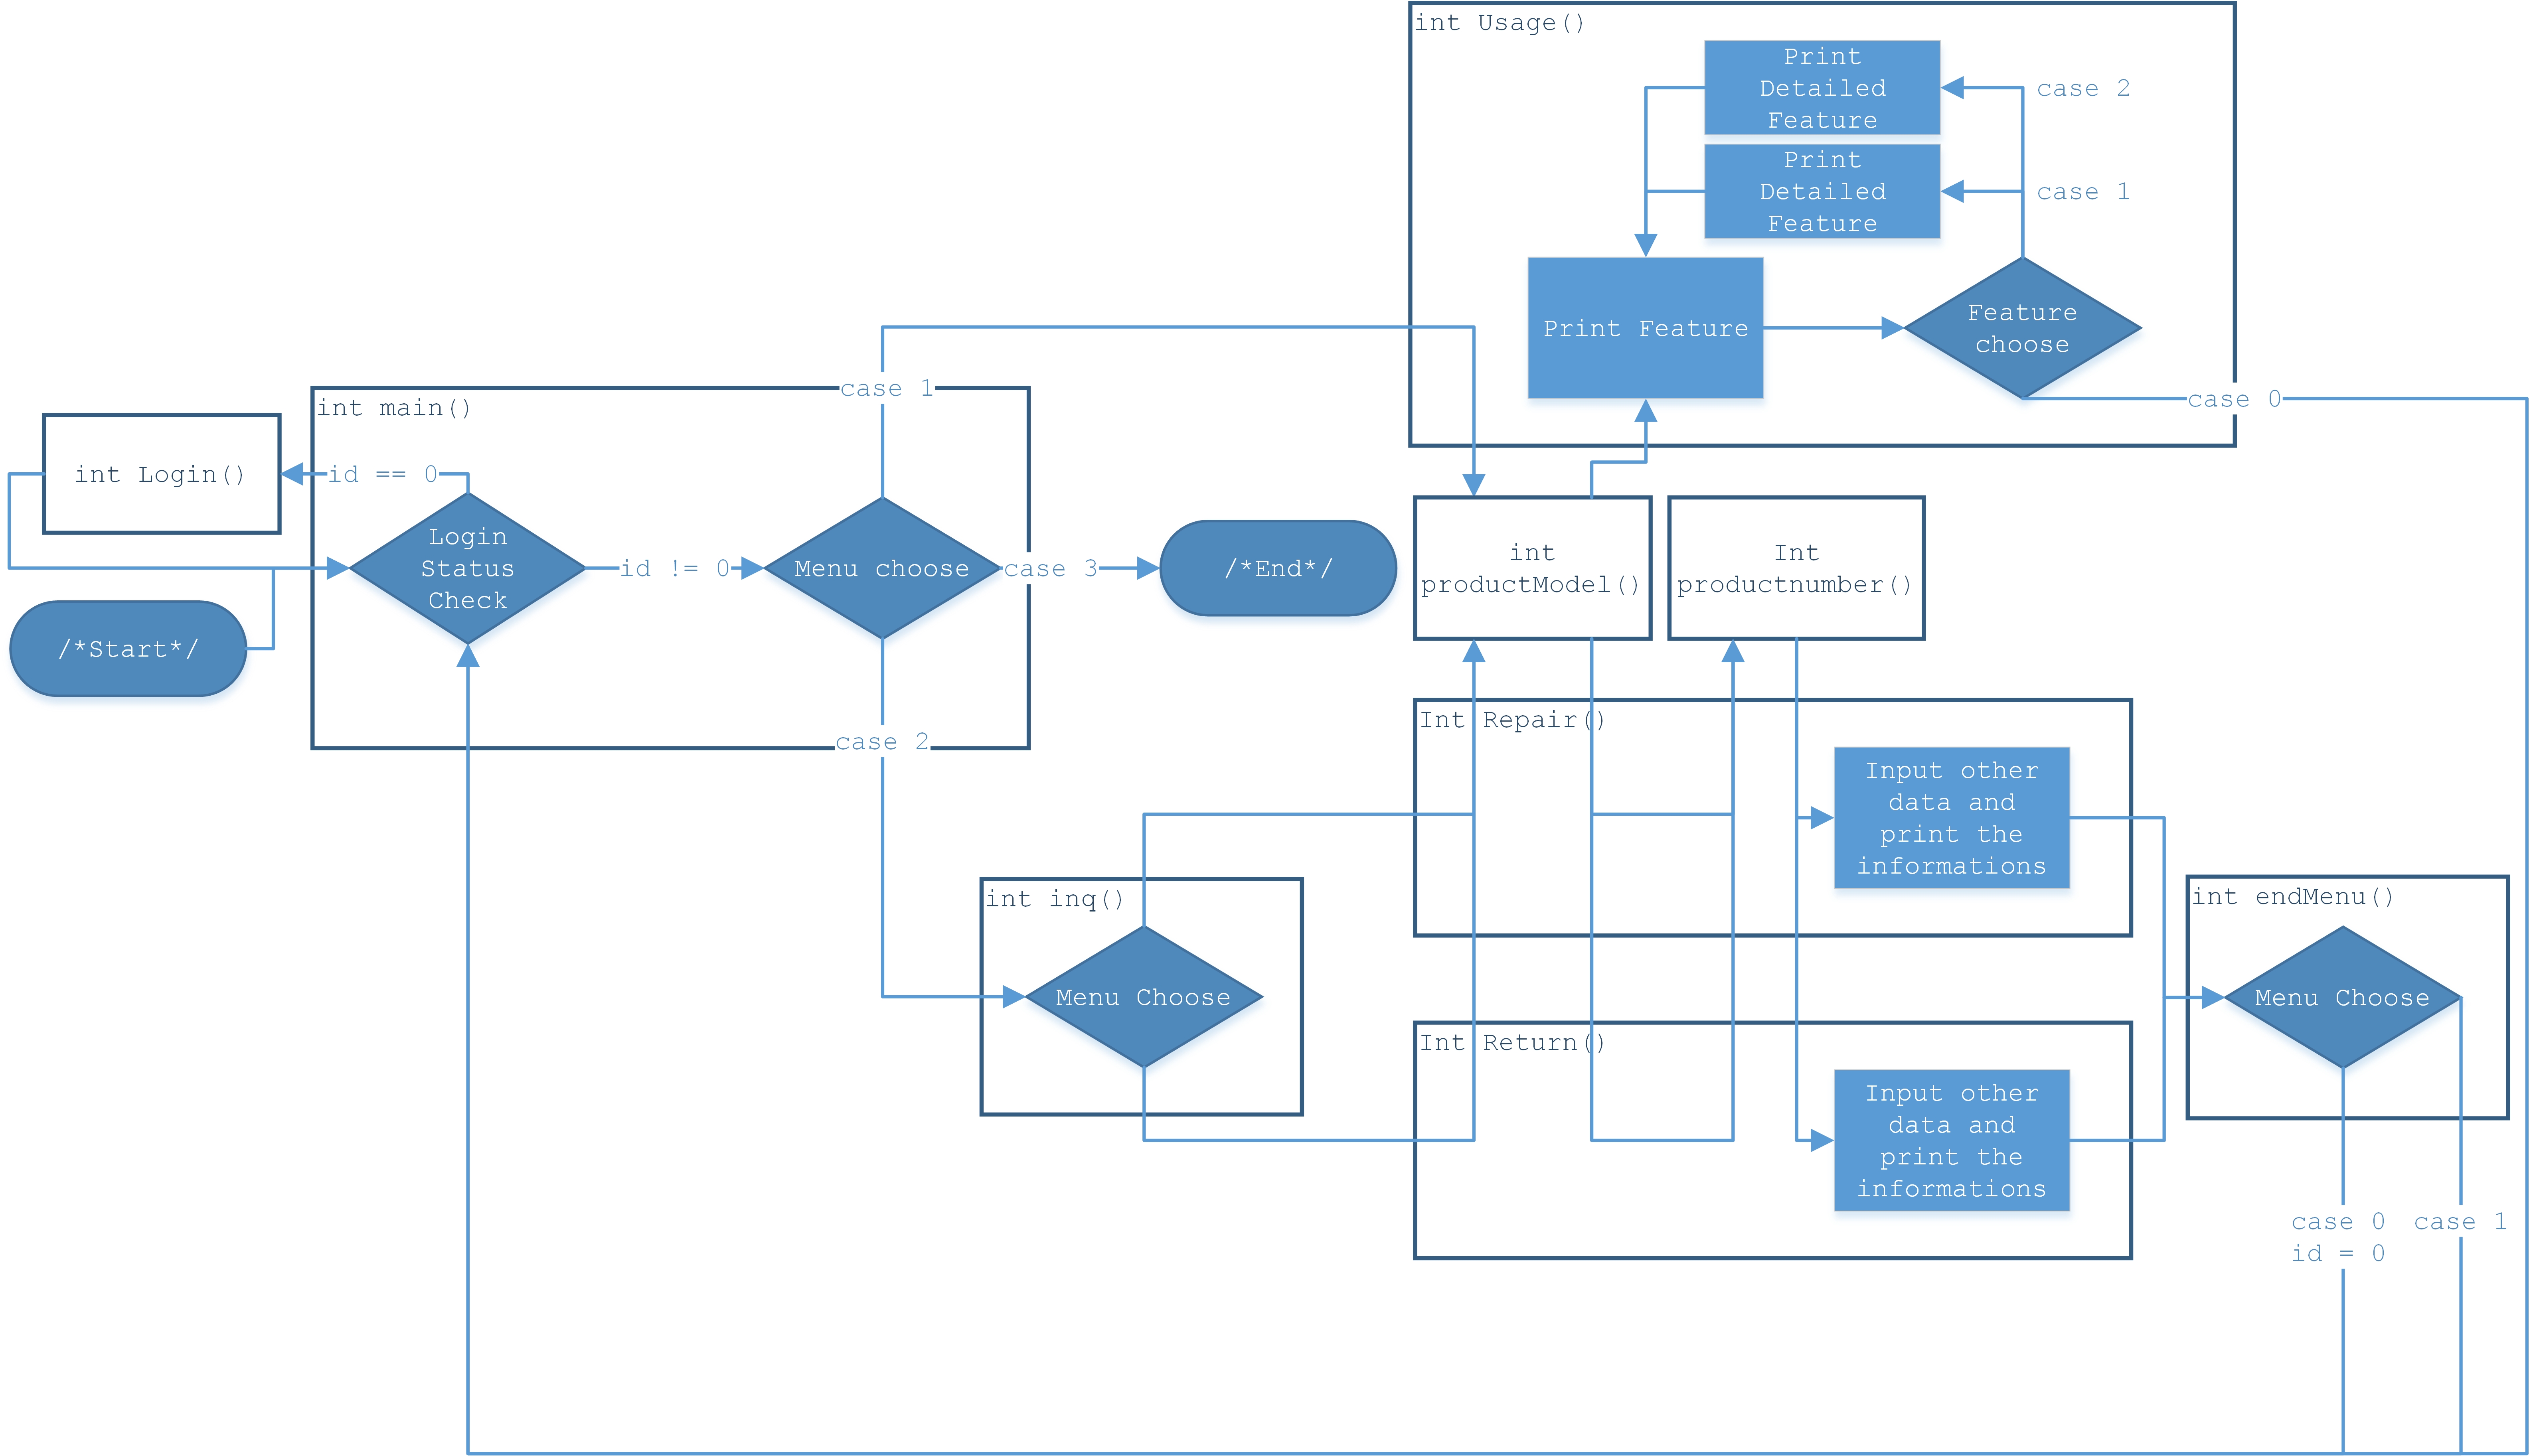 int Usage()
Print
Detailed
Feature
case 2
Print
Detailed
Feature
case 1
Print Feature
Feature
choose
case 0
int main()
case 1
int Login()
id == 0
Login
Status
Check
id != 0
Menu choose
case 3
/*End*/
/*Start*/
case 2
int
productModel()
Int
productnumber()
Int Repair()
Input other
data and
print the
informations
int inq()
Menu Choose
Int Return()
Input other
data and
print the
informations
int endMenu()
Menu Choose
case 0
id = 0
case 1